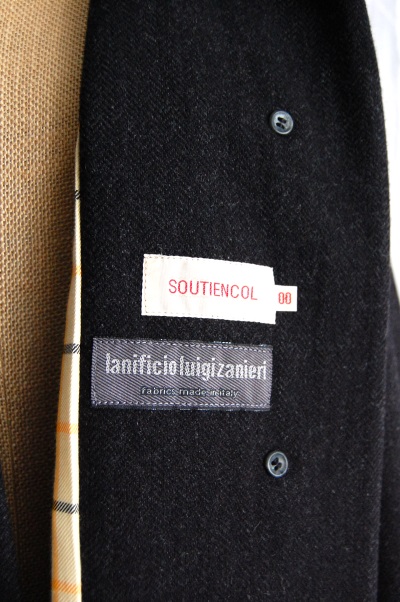 SOUTIENCOL 00
lanificioluigizanieri
fabrics made in italy